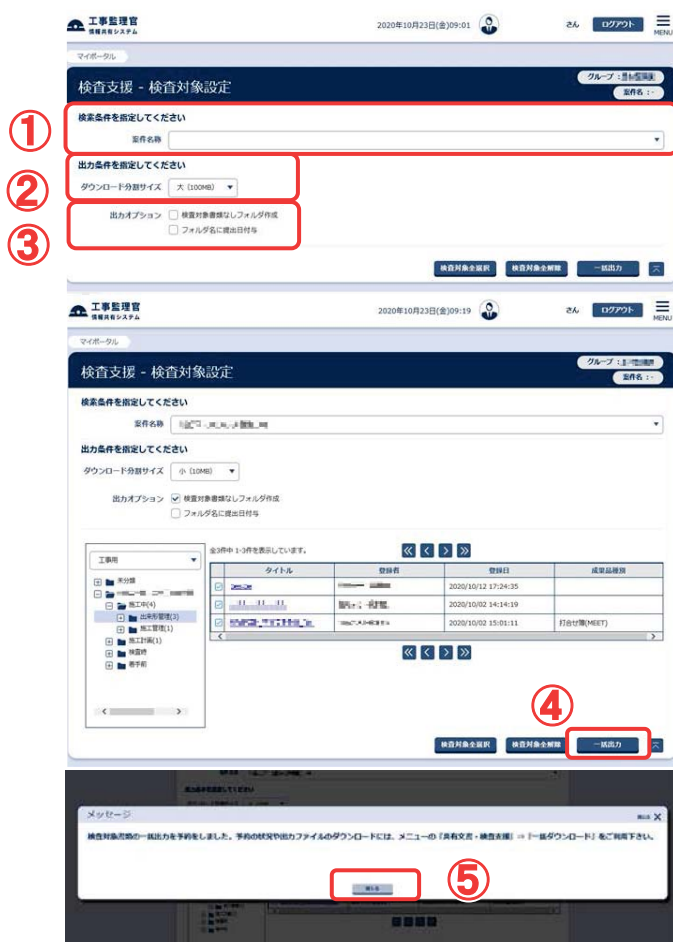 工事監理官
情報共有システム
2020年10月23日(金)09:01
さん
ログアウト
MENU
マイポータル
検査支援 - 検査対象設定
グループ :
案件名 : -
①
検索条件を指定してください
案件名称
②
出力条件を指定してください
ダウンロード分割サイズ 大 (100MB)
③
出力オプション 検査対象書類なしフォルダ作成
フォルダ名に提出日付与
検査対象全選択 検査対象全解除 一括出力
工事監理官
情報共有システム
2020年10月23日(金)09:19
さん
ログアウト
MENU
マイポータル
検査支援 - 検査対象設定
グループ :
案件名 : -
検索条件を指定してください
案件名称
出力条件を指定してください
ダウンロード分割サイズ 小 (10MB)
出力オプション 検査対象書類なしフォルダ作成
フォルダ名に提出日付与
工事用
未分類
施工中(4)
出来形管理(3)
施工管理(1)
施工計画(1)
検査時
着手前
全3件中 1-3件を表示しています。
タイトル 登録者 登録日 成果品種別
2020/10/12 17:24:35
2020/10/02 14:14:19
2020/10/02 15:01:11 打合せ簿(MEET)
④
検査対象全選択 検査対象全解除 一括出力
メッセージ
閉じる X
検査対象書類の一括出力を予約をしました。予約の状況や出力ファイルのダウンロードには、メニューの『共有文書・検査支援』⇒『一括ダウンロード』をご利用下さい。
閉じる
⑤